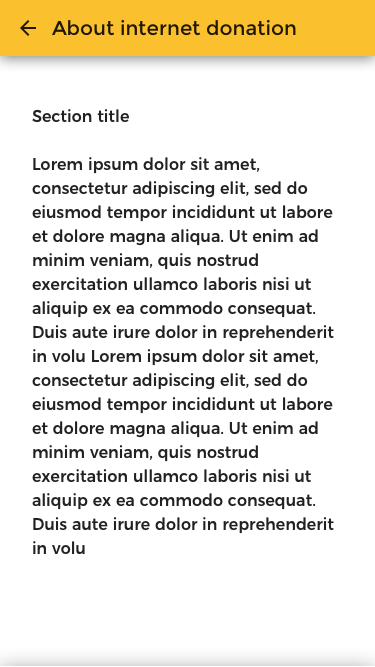 About internet donation
Section title
Lorem ipsum dolor sit amet,
consectetur adipiscing elit, sed do
eiusmod tempor incididunt ut labore
et dolore magna aliqua. Ut enim ad
minim veniam, quis nostrud
exercitation ullamco laboris nisi ut
aliquip ex ea commodo consequat.
Duis aute irure dolor in reprehenderit
in volu Lorem ipsum dolor sit amet,
consectetur adipiscing elit, sed do
eiusmod tempor incididunt ut labore
et dolore magna aliqua. Ut enim ad
minim veniam, quis nostrud
exercitation ullamco laboris nisi ut
aliquip ex ea commodo consequat.
Duis aute irure dolor in reprehenderit
in volu